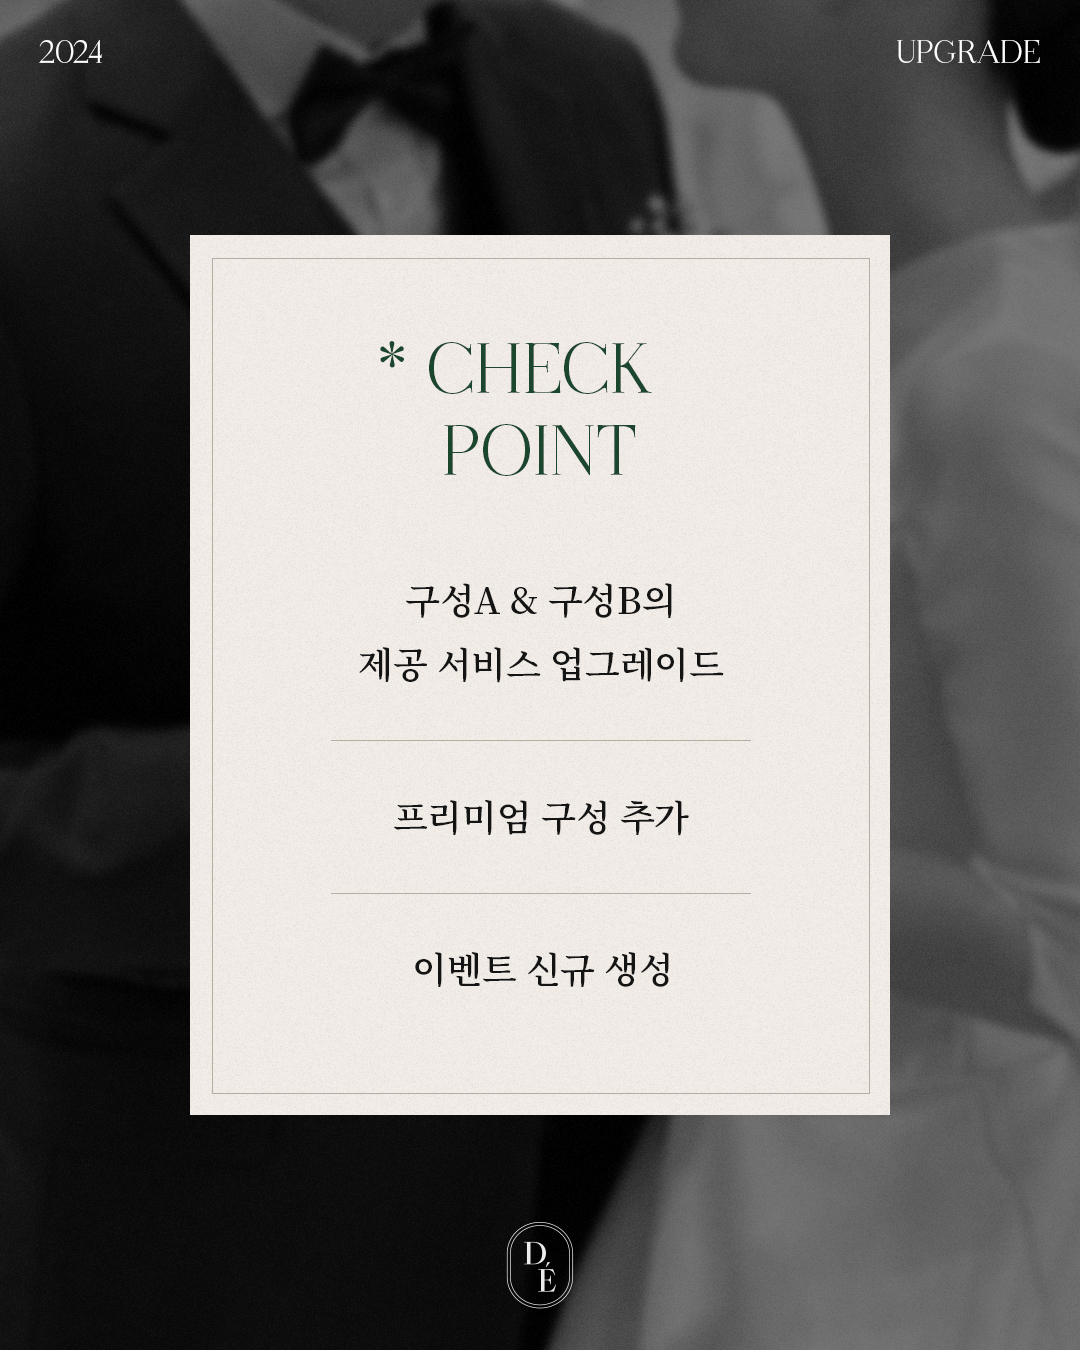 2024
UPGRADE
* CHECK
POINT
구성A & 구성B의
제공 서비스 업그레이드
프리미엄 구성 추가
이벤트 신규 생성
D
É